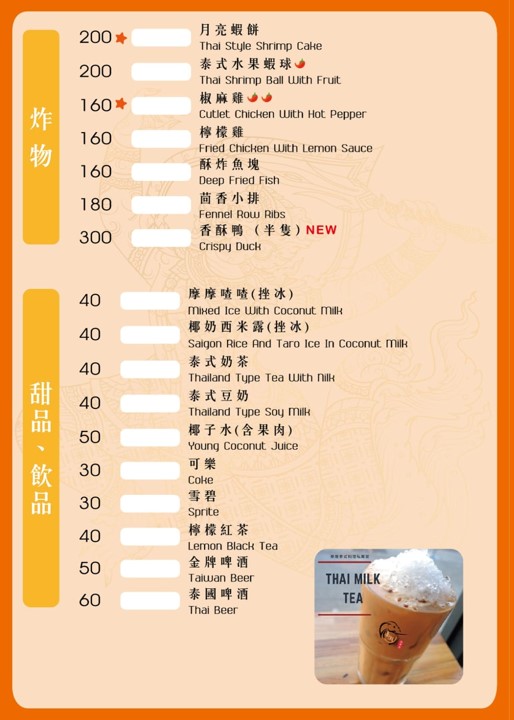 炸物
200 月亮蝦餅
Thai Style Shrimp Cake
200 泰式水果蝦球
Thai Shrimp Ball With Fruit
160 椒麻雞
Cutlet Chicken With Hot Pepper
160 檸檬雞
Fried Chicken With Lemon Sauce
160 酥炸魚塊
Deep Fried Fish
180 茴香小排
Fennel Row Ribs
300 香酥鴨（半隻）NEW
Crispy Duck
甜品、飲品
40 摩摩喳喳(挫冰)
Mixed Ice With Coconut Milk
40 椰奶西米露(挫冰)
Saigon Rice And Taro Ice In Coconut Milk
40 泰式奶茶
Thailand Type Tea With Nilk
40 泰式豆奶
Thailand Type Soy Milk
50 椰子水(含果肉)
Young Coconut Juice
30 可樂
Coke
30 雪碧
Sprite
40 檸檬紅茶
Lemon Black Tea
50 金牌啤酒
Taiwan Beer
60 泰國啤酒
Thai Beer
THAI MILK
TEA